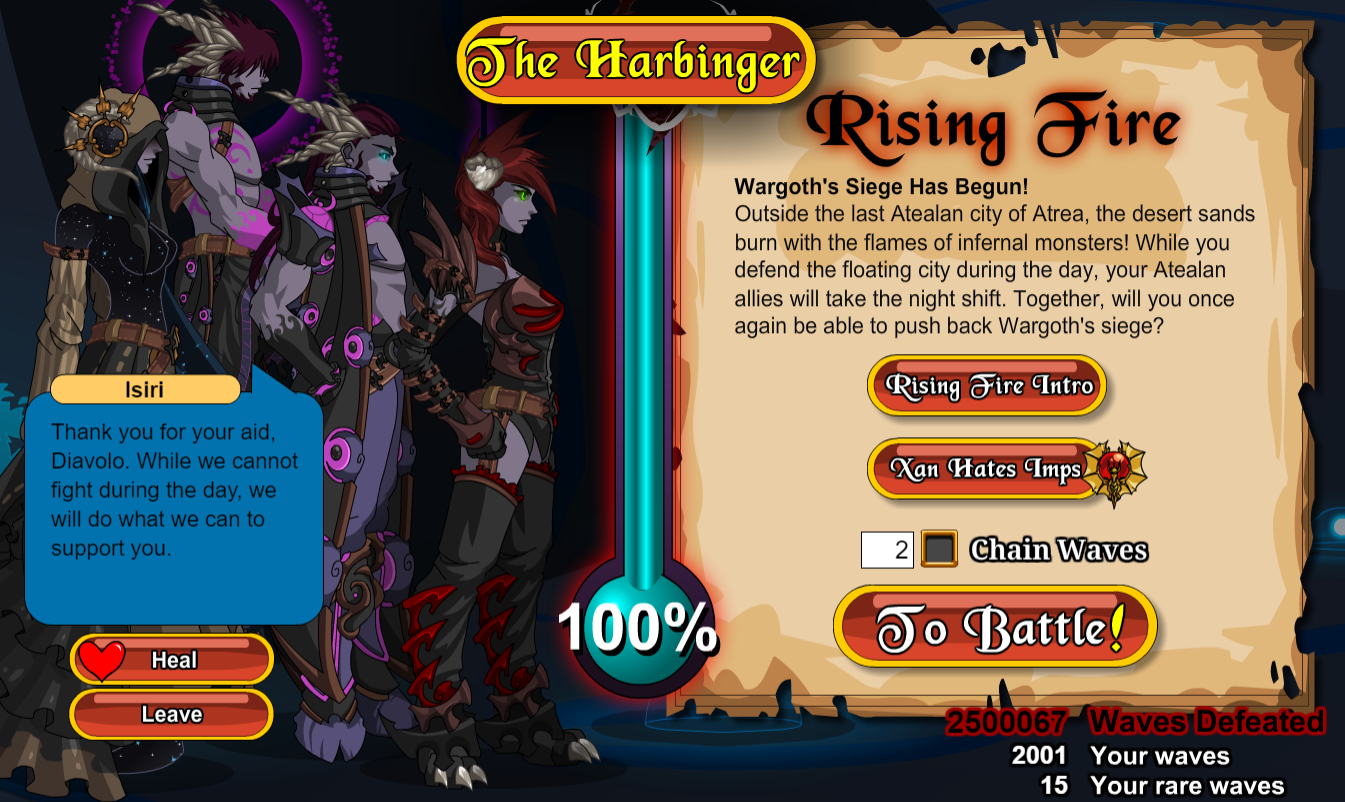 The Harbinger
Rising Fire
Wargoth's Siege Has Begun!
Outside the last Atealan city of Atrea, the desert sands
burn with the flames of infernal monsters! While you
defend the floating city during the day, your Atealan
allies will take the night shift. Together, will you once
again be able to push back Wargoth's siege?
Rising Fire Intro
Xan Hates Imps
2 Chain Waves
To Battle!
Isiri
Thank you for your aid,
Diavolo. While we cannot
fight during the day, we
will do what we can to
support you.
Heal
Leave
100%
2500067 Waves Defeated
2001 Your waves
15 Your rare waves